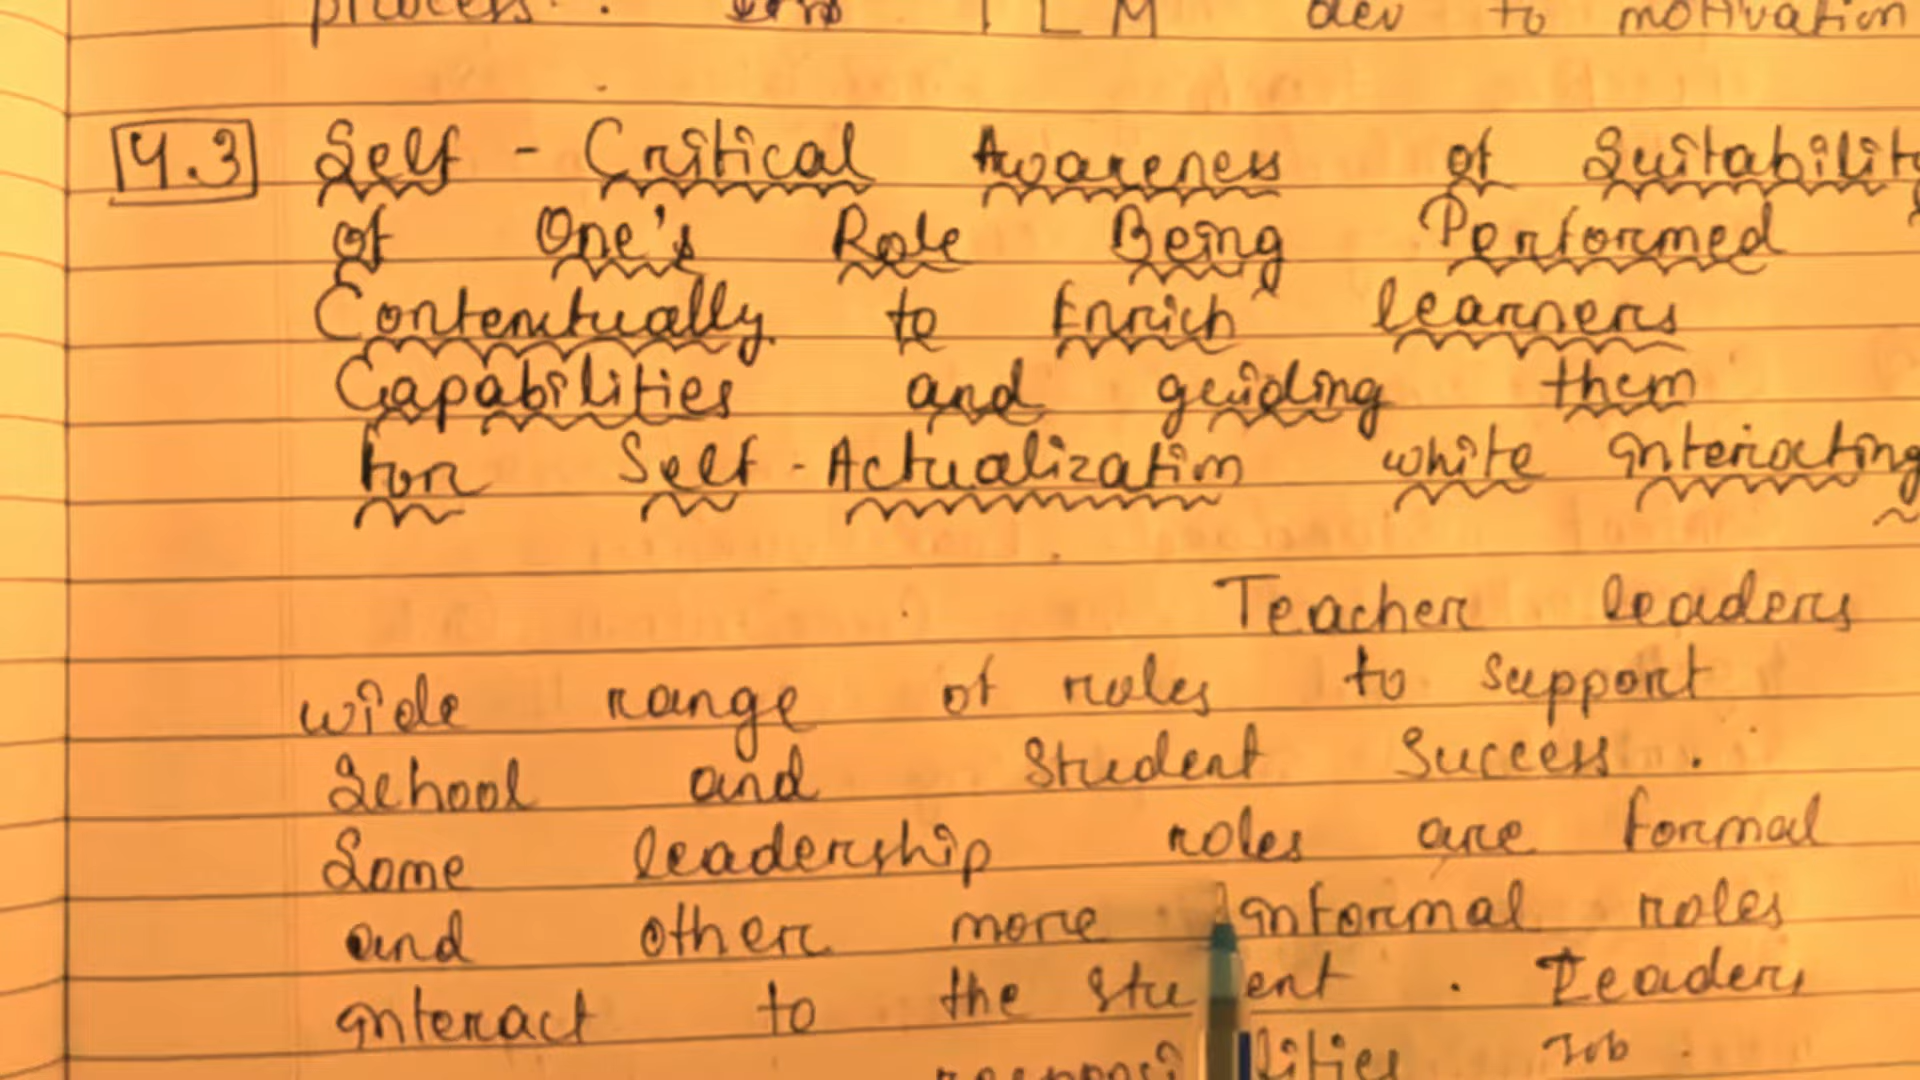 process. TLM dev to motivation
4.3 Self - Critical Awareness of Suitability
of One's Role Being Performed
Contentually to Enrich learners
Capabilities and guiding them
for Self - Actualization white interacting
Teacher leaders
wide range of roles to support
School and Student Success.
Some leadership roles are formal
and other more informal roles
interact to the student. Leaders
Job.